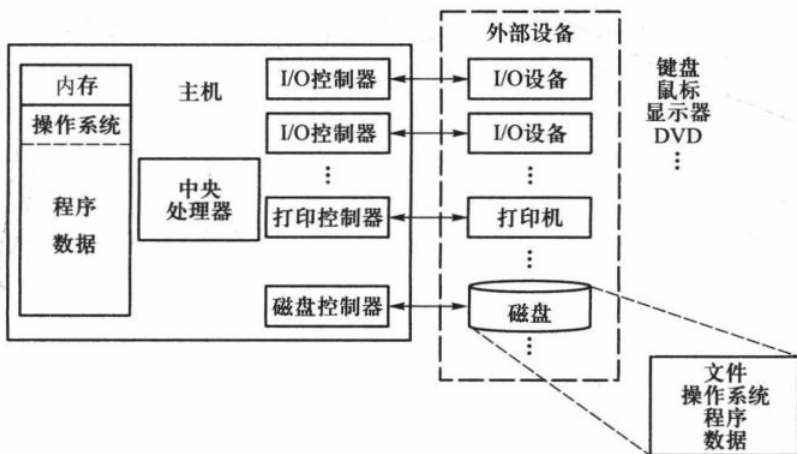 外部设备
内存
主机
I/O控制器
I/O设备
键盘
鼠标
显示器
DVD
⋮
操作系统
I/O控制器
I/O设备
⋮
⋮
程序
数据
中央
处理器
打印控制器
打印机
⋮
磁盘控制器
磁盘
⋮
文件
操作系统
程序
数据